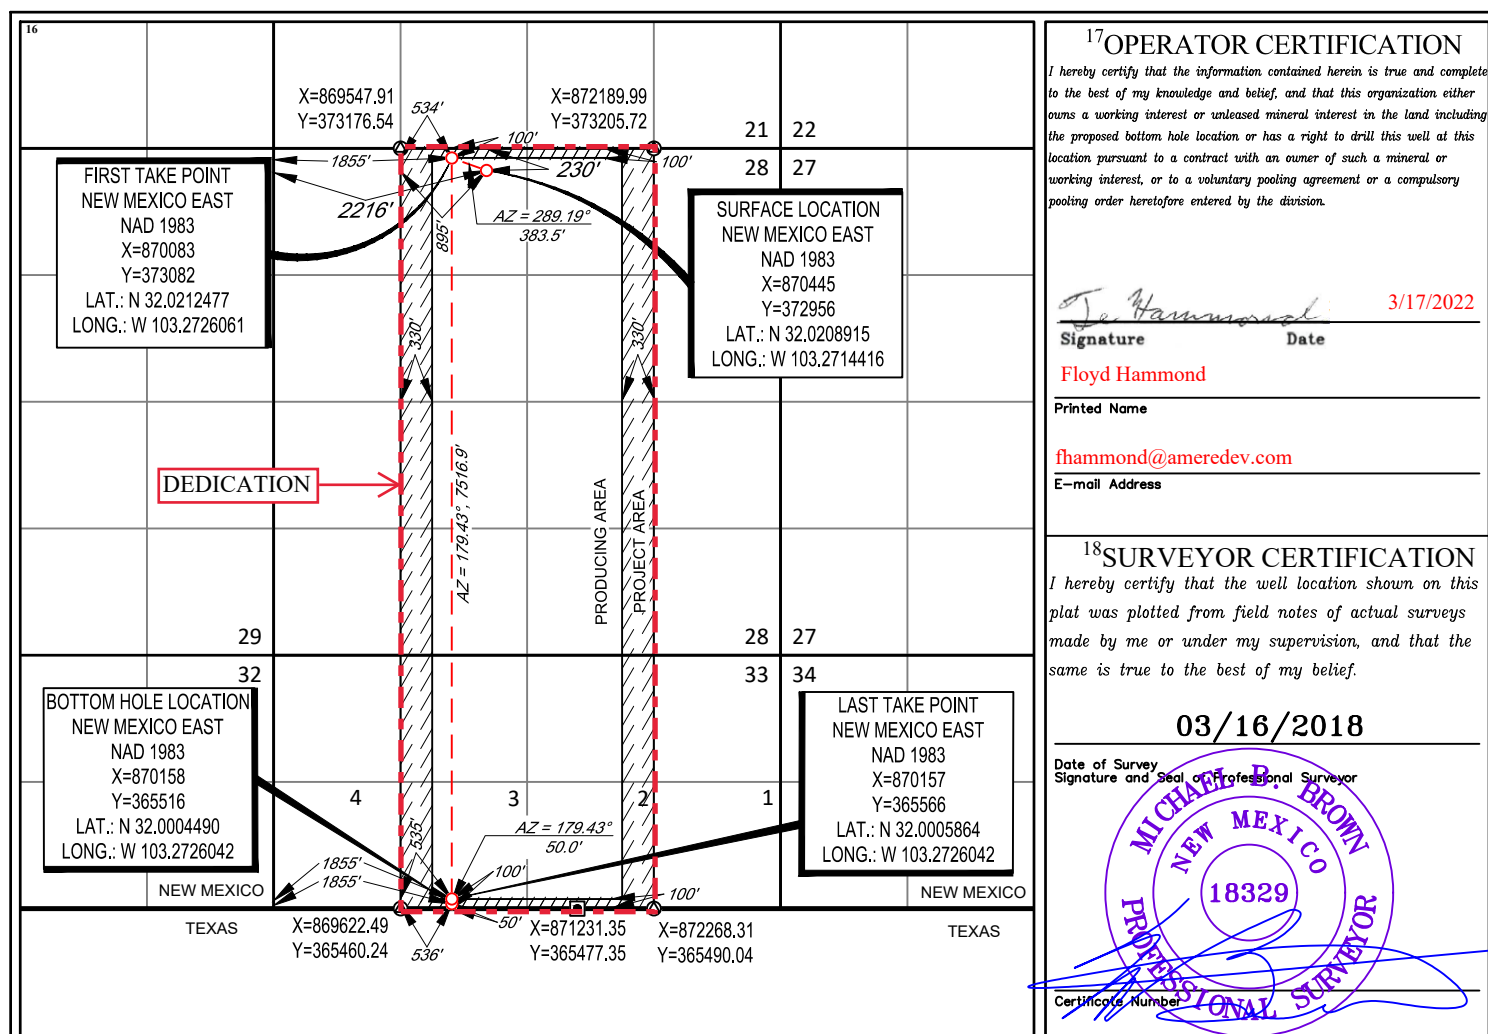 16
X=869547.91
Y=373176.54
534'
X=872189.99
Y=373205.72
100'
21 22
1855'
230'
100'
28 27
FIRST TAKE POINT
NEW MEXICO EAST
NAD 1983
X=870083
Y=373082
LAT.: N 32.0212477
LONG.: W 103.2726061
2216'
895'
AZ = 289.19°
383.5'
SURFACE LOCATION
NEW MEXICO EAST
NAD 1983
X=870445
Y=372956
LAT.: N 32.0208915
LONG.: W 103.2714416
330'
330'
DEDICATION
AZ = 179.43°, 7516.9'
PRODUCING AREA
PROJECT AREA
29
28 27
32
33 34
BOTTOM HOLE LOCATION
NEW MEXICO EAST
NAD 1983
X=870158
Y=365516
LAT.: N 32.0004490
LONG.: W 103.2726042
4
3
2
1
LAST TAKE POINT
NEW MEXICO EAST
NAD 1983
X=870157
Y=365566
LAT.: N 32.0005864
LONG.: W 103.2726042
535'
AZ = 179.43°
50.0'
1855'
1855'
100'
100'
NEW MEXICO
NEW MEXICO
TEXAS
TEXAS
X=869622.49
Y=365460.24
536'
50'
X=871231.35
Y=365477.35
X=872268.31
Y=365490.04
17 OPERATOR CERTIFICATION
I hereby certify that the information contained herein is true and complete
to the best of my knowledge and belief, and that this organization either
owns a working interest or unleased mineral interest in the land including
the proposed bottom hole location or has a right to drill this well at this
location pursuant to a contract with an owner of such a mineral or
working interest, or to a voluntary pooling agreement or a compulsory
pooling order heretofore entered by the division.
Hammond
3/17/2022
Signature Date
Floyd Hammond
Printed Name
fhammond@ameredev.com
E-mail Address
18 SURVEYOR CERTIFICATION
I hereby certify that the well location shown on this
plat was plotted from field notes of actual surveys
made by me or under my supervision, and that the
same is true to the best of my belief.
03/16/2018
Date of Survey
Signature and Seal of Professional Surveyor
MICHAEL B. BROWN
NEW MEXICO
18329
PROFESSIONAL SURVEYOR
Certificate Number